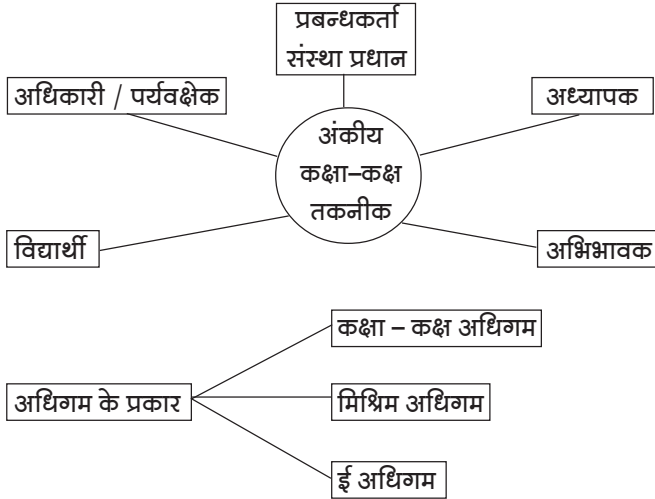 प्रबन्धकर्ता
संस्था प्रधान
अधिकारी / पर्यवक्षेक
अध्यापक
अंकीय
कक्षा–कक्ष
तकनीक
विद्यार्थी
अभिभावक
कक्षा – कक्ष अधिगम
अधिगम के प्रकार
मिश्रिम अधिगम
ई अधिगम